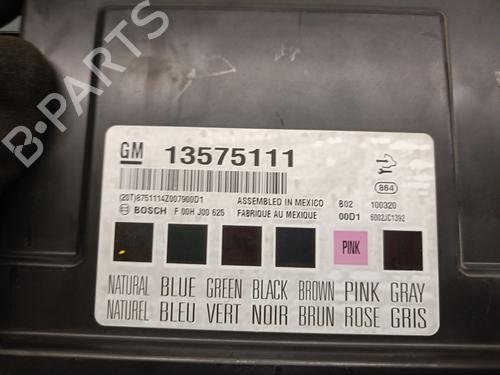 GM 13575111
864
(20T)8751114Z007900D1 ASSEMBLED IN MEXICO B02 100320
BOSCH F 00H J00 625 FABRIQUE AU MEXIQUE 00D1 6002JC1392
PINK
NATURAL BLUE GREEN BLACK BROWN PINK GRAY
NATUREL BLEU VERT NOIR BRUN ROSE GRIS
B-PARTS